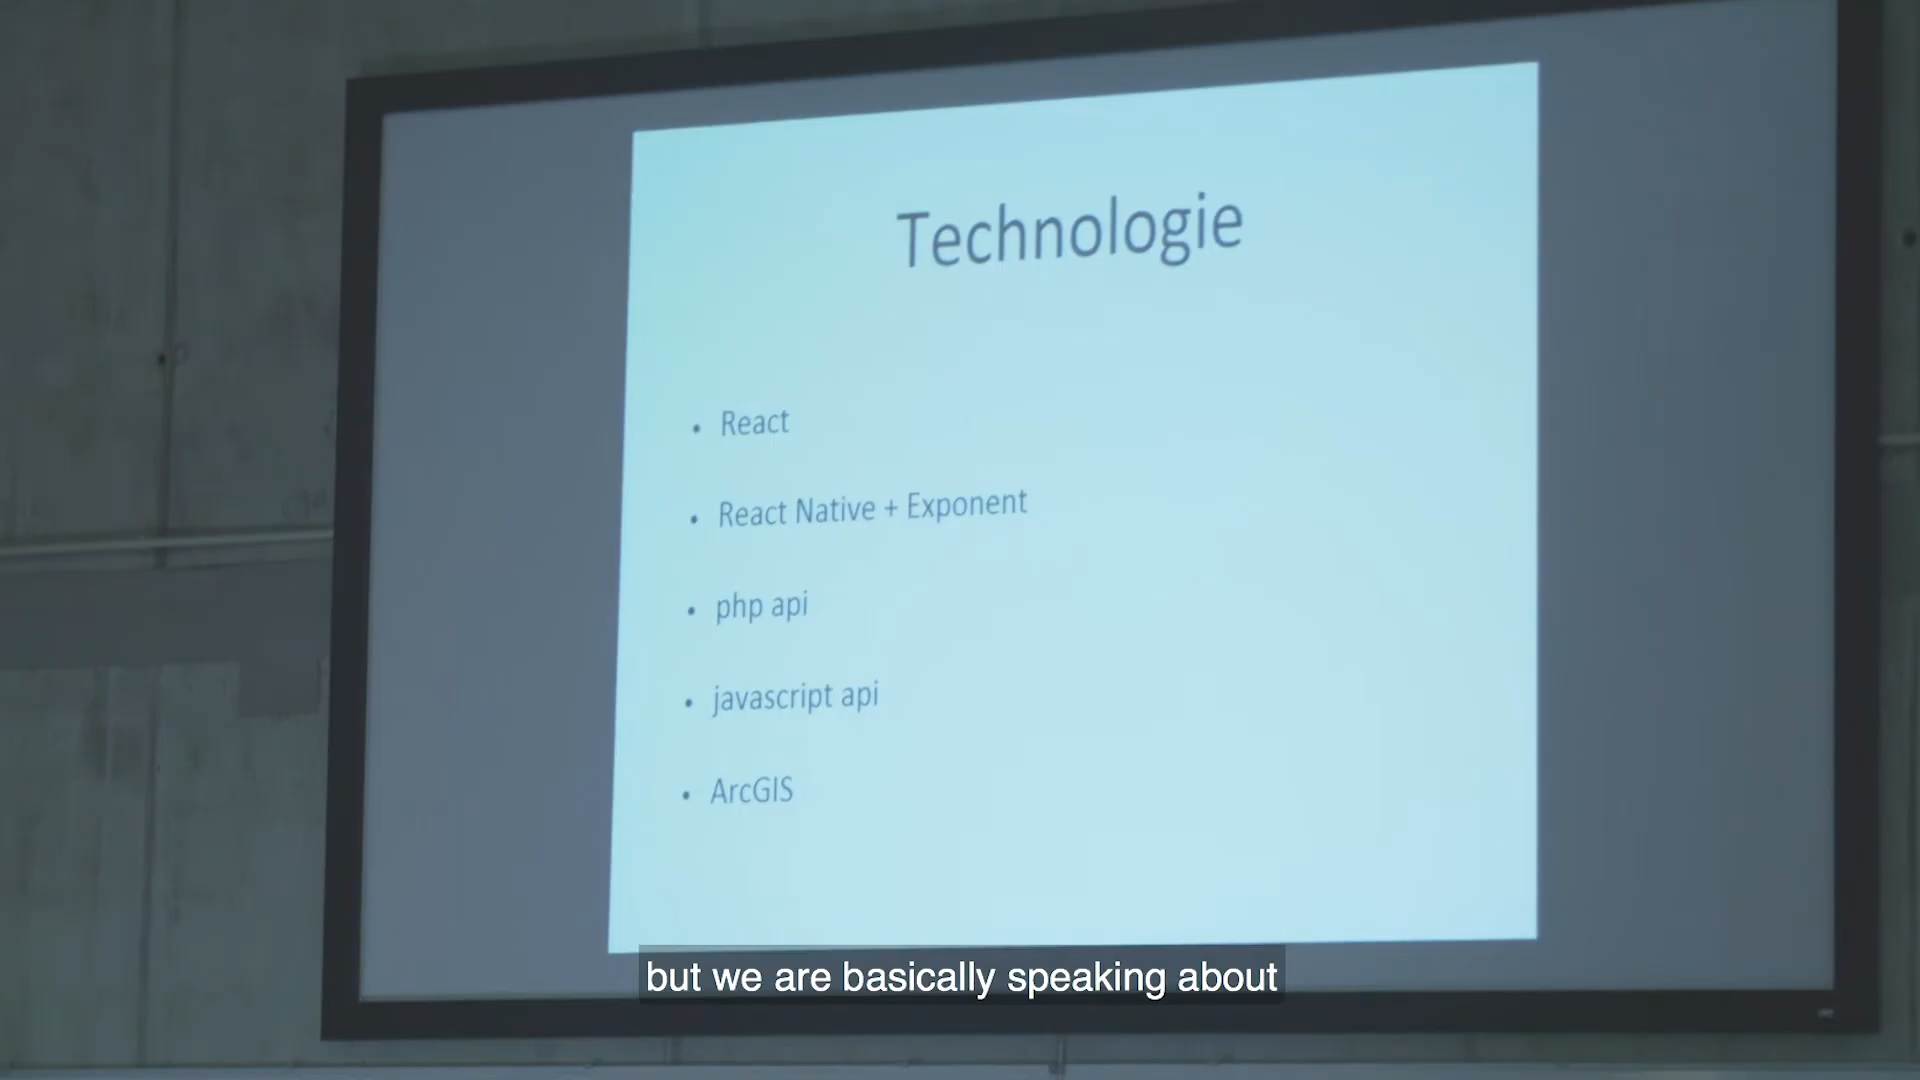 Technologie
• React
• React Native + Exponent
• php api
• javascript api
• ArcGIS
but we are basically speaking about